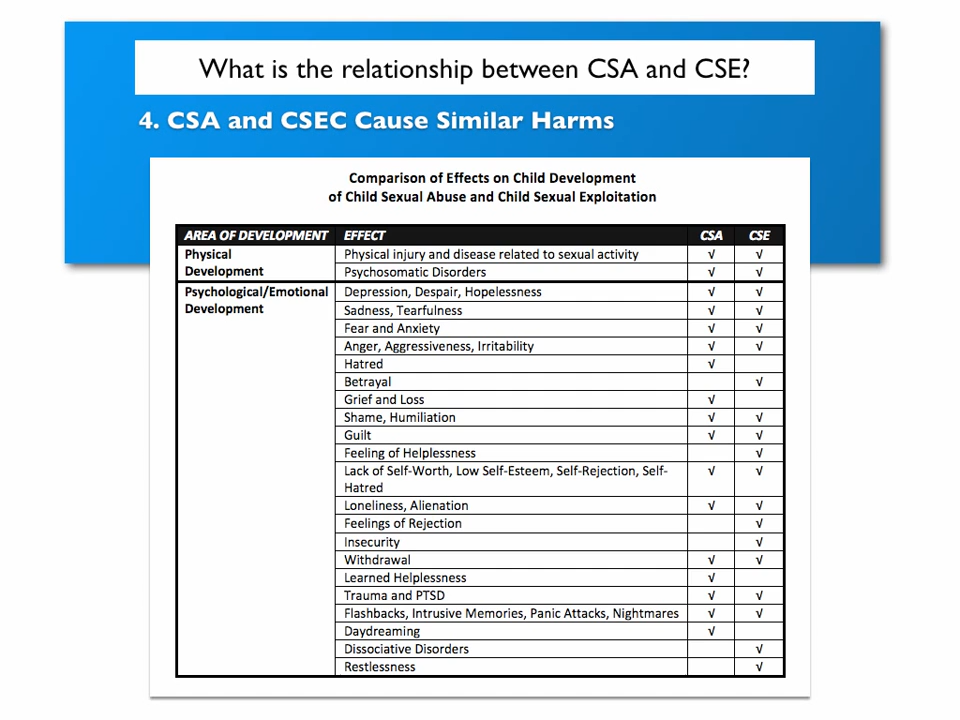 What is the relationship between CSA and CSE?
4. CSA and CSEC Cause Similar Harms
Comparison of Effects on Child Development
of Child Sexual Abuse and Child Sexual Exploitation
AREA OF DEVELOPMENT EFFECT CSA CSE
Physical Physical injury and disease related to sexual activity √ √
Development Psychosomatic Disorders √ √
Psychological/Emotional Depression, Despair, Hopelessness √ √
Development Sadness, Tearfulness √ √
Fear and Anxiety √ √
Anger, Aggressiveness, Irritability √ √
Hatred √
Betrayal √
Grief and Loss √
Shame, Humiliation √ √
Guilt √ √
Feeling of Helplessness √
Lack of Self-Worth, Low Self-Esteem, Self-Rejection, Self- √ √
Hatred
Loneliness, Alienation √ √
Feelings of Rejection √
Insecurity √
Withdrawal √ √
Learned Helplessness √
Trauma and PTSD √ √
Flashbacks, Intrusive Memories, Panic Attacks, Nightmares √ √
Daydreaming √
Dissociative Disorders √
Restlessness √